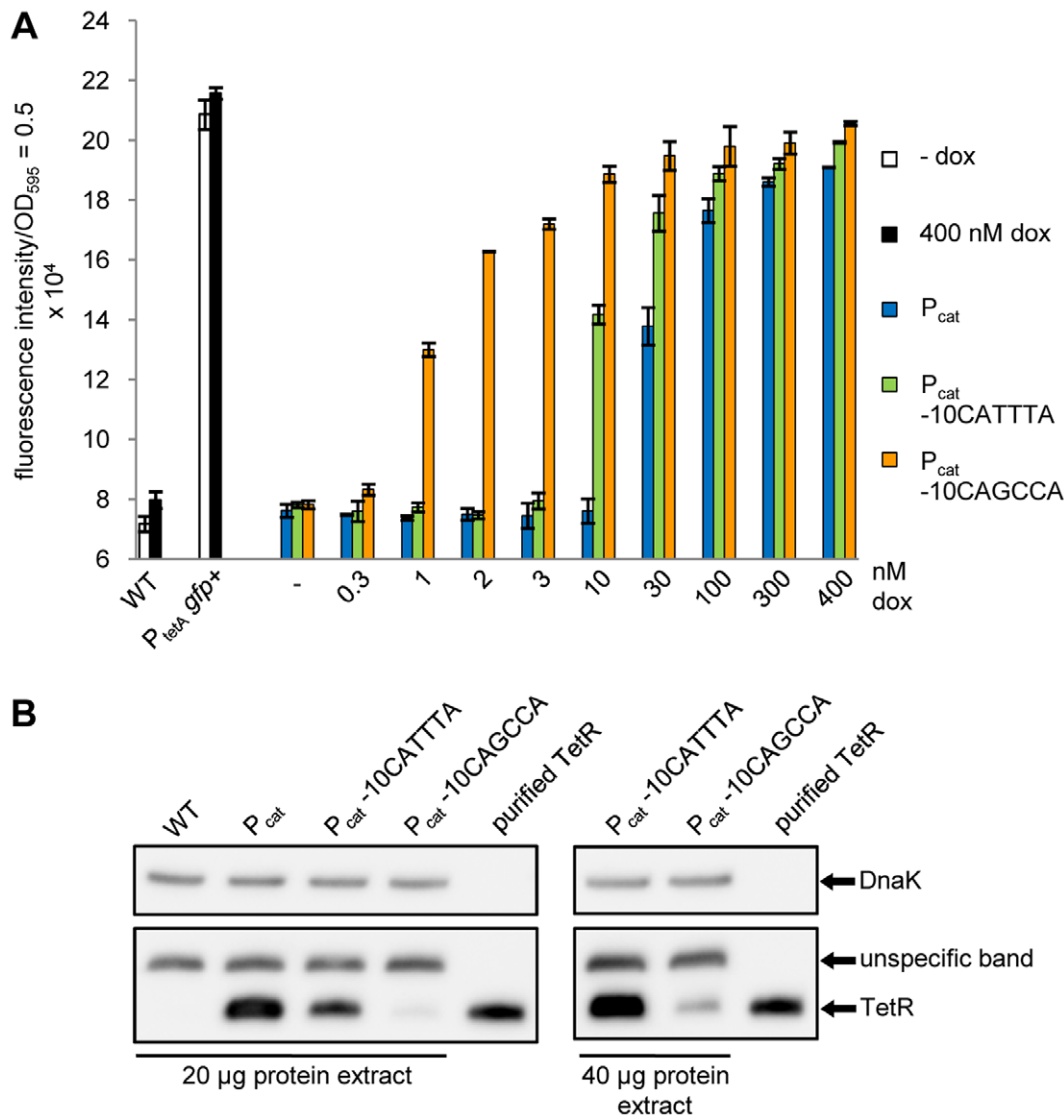 A
24
22
20
18
16
14
12
10
8
6
fluorescence intensity/OD595 = 0.5
x 10⁴
WT
PtetA gfp+
-
0.3
1
2
3
10
30
100
300
400
nM
dox
- dox
400 nM dox
Pcat
Pcat
-10CATTTA
Pcat
-10CAGCCA
B
WT
Pcat
Pcat -10CATTTA
Pcat -10CAGCCA
purified TetR
Pcat -10CATTTA
Pcat -10CAGCCA
purified TetR
DnaK
unspecific band
TetR
20 µg protein extract
40 µg protein
extract